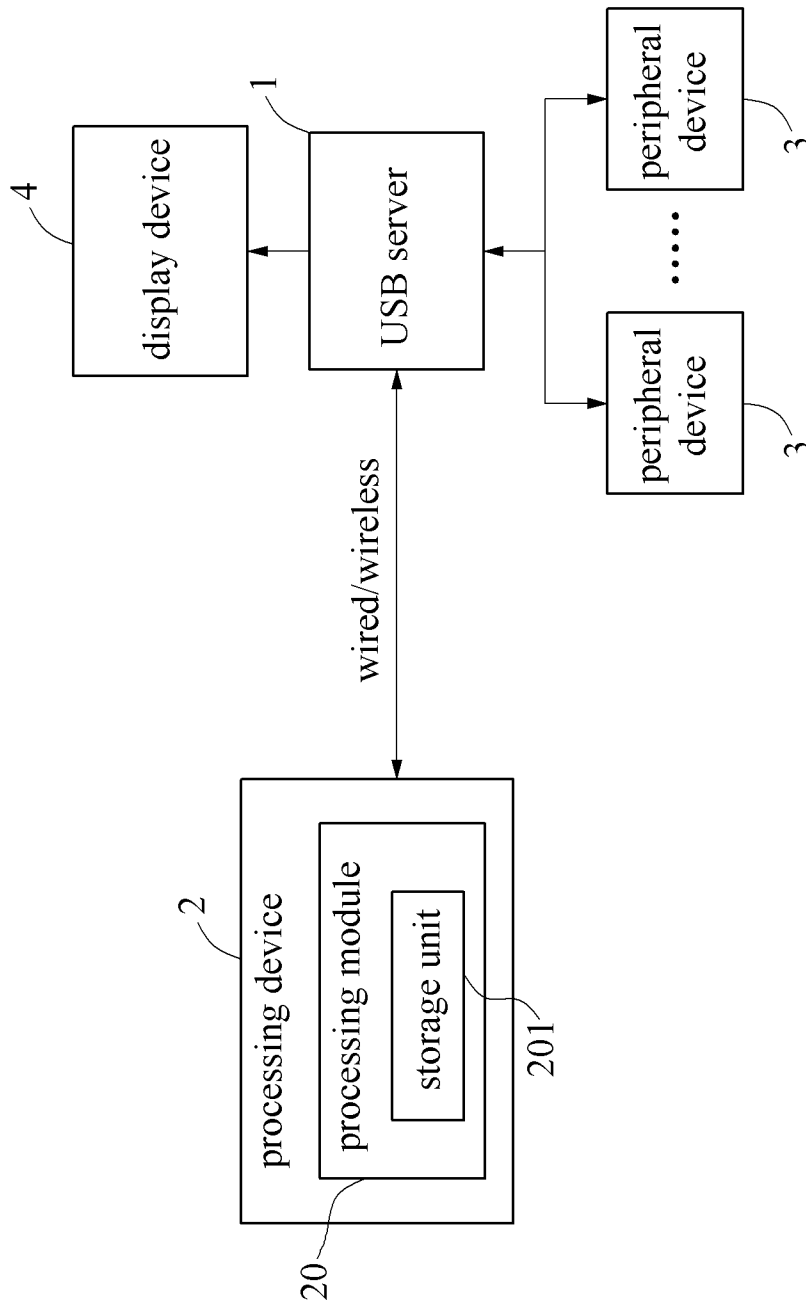 4
display device
2
processing device
processing module
storage unit
201
20
wired/wireless
1
USB server
peripheral
device
3
peripheral
device
3